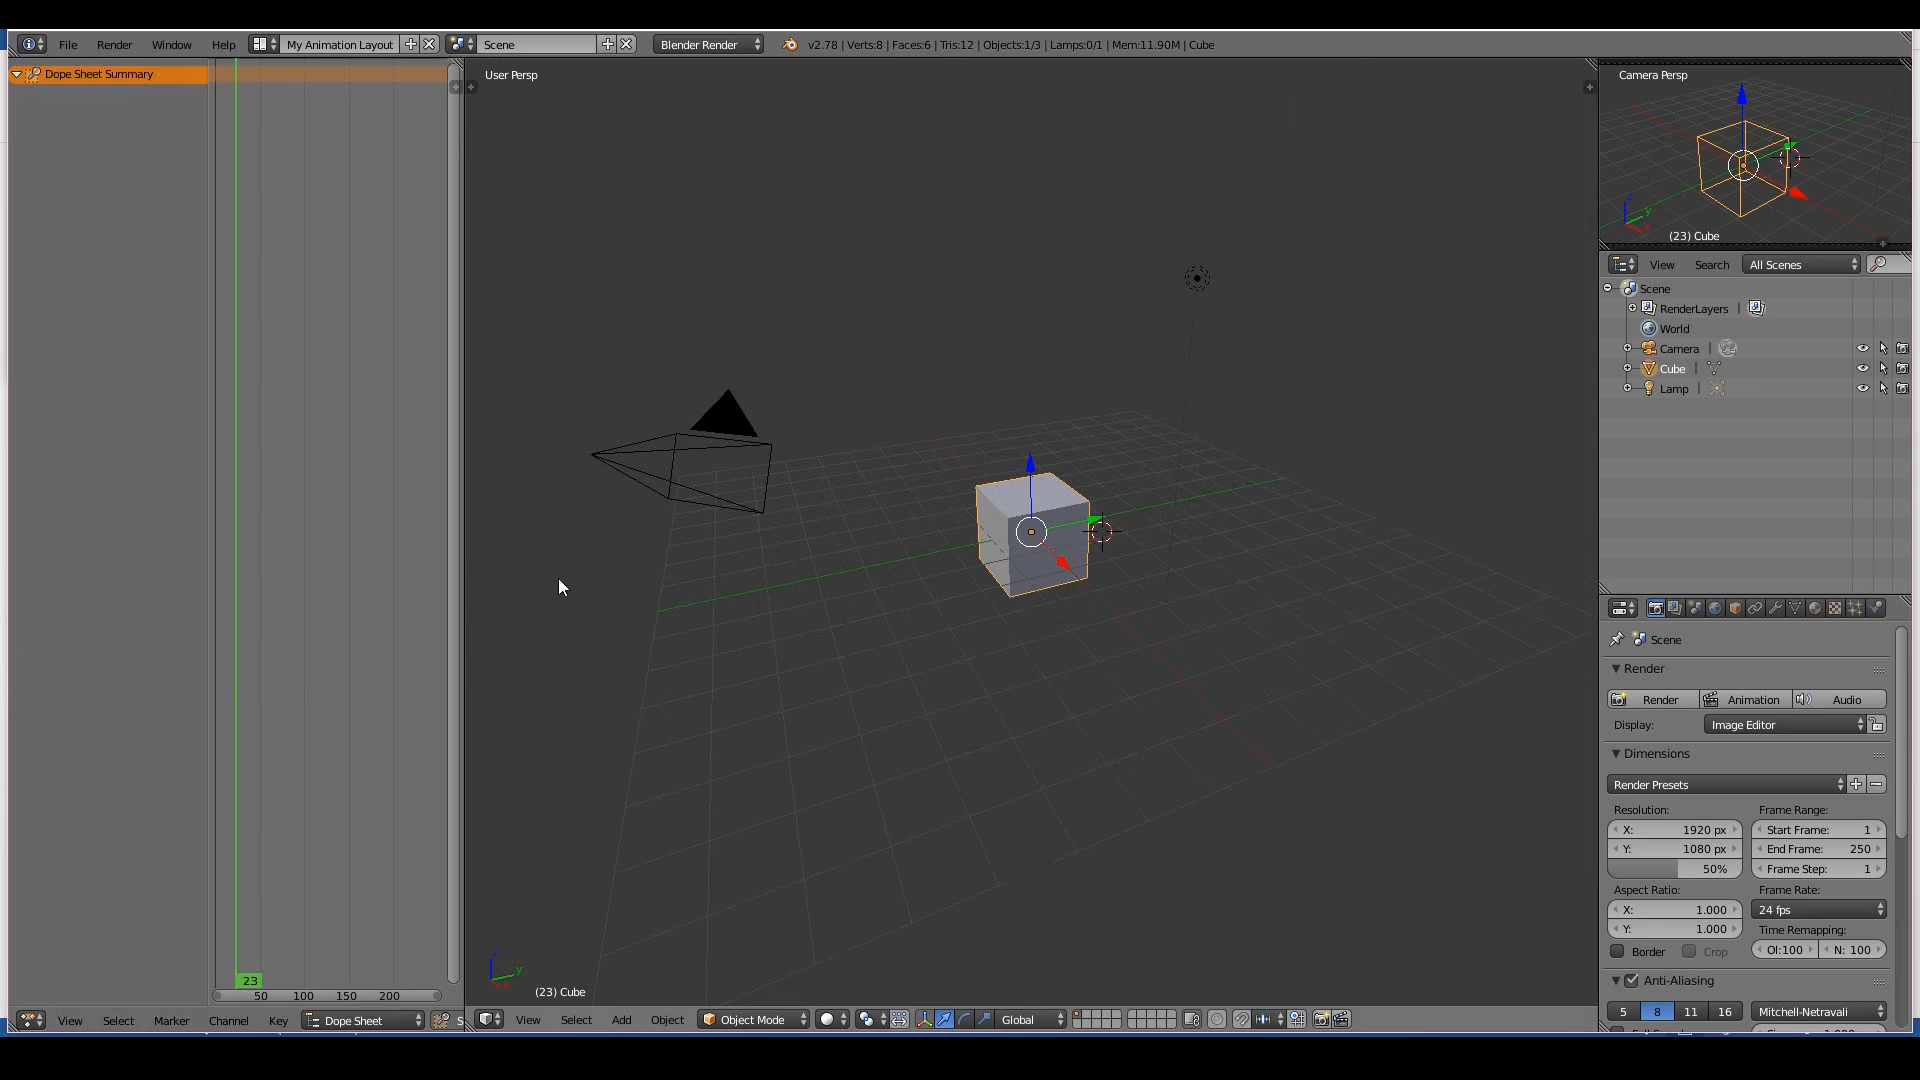 File Render Window Help My Animation Layout Scene Blender Render v2.78 | Verts:8 | Faces:6 | Tris:12 | Objects:1/3 | Lamps:0/1 | Mem:11.90M | Cube
Dope Sheet Summary
23
50 100 150 200
View Select Marker Channel Key Dope Sheet S
User Persp
z
y
(23) Cube
View Select Add Object Object Mode Global
Camera Persp
z
y
(23) Cube
View Search All Scenes
Scene
RenderLayers |
World
Camera |
Cube |
Lamp |
Scene
Render
Render Animation Audio
Display: Image Editor
Dimensions
Render Presets
Resolution: Frame Range:
X: 1920 px Start Frame: 1
Y: 1080 px End Frame: 250
50% Frame Step: 1
Aspect Ratio: Frame Rate:
X: 1.000 24 fps
Y: 1.000 Time Remapping:
Border Crop Ol:100 N: 100
Anti-Aliasing
5 8 11 16 Mitchell-Netravali